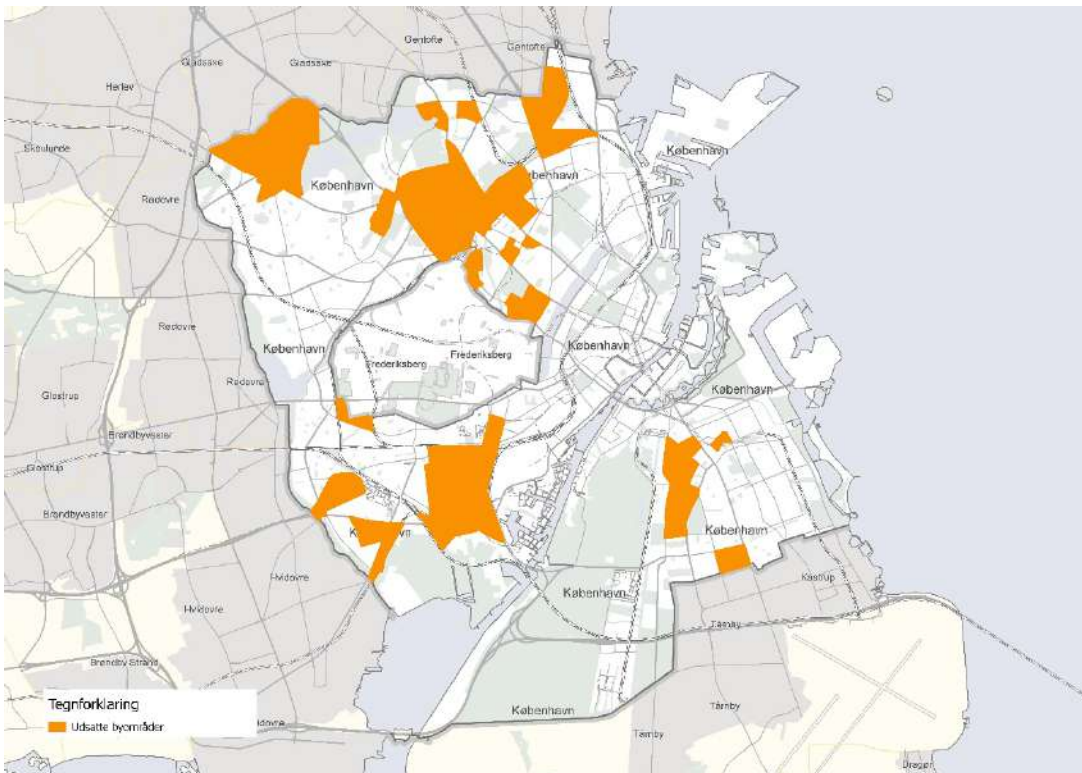 Gentofte
Gentofte
Gladsaxe
Gladsaxe
Herlev
København
Skovlunde
København
København
Rødovre
Rødovre
København
København
Frederiksberg
Frederiksberg
Rødovre
København
Glostrup
Brøndbyvester
Glostrup
Brøndbyvester
København
Hvidovre
Kastrup
København
Hvidovre
Tårnby
Brøndby Strand
Tegnforklaring
Udsatte byområder
København
Tårnby
Tårnby
Dragør